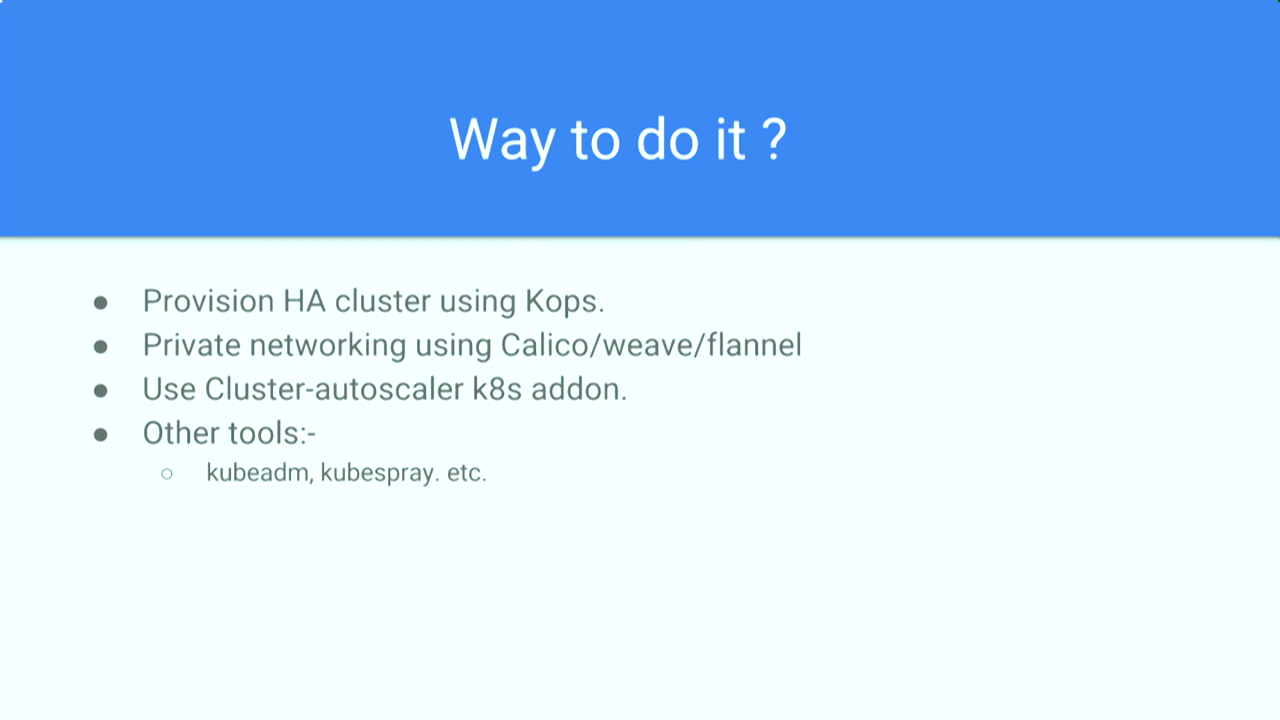 Way to do it ?
● Provision HA cluster using Kops.
● Private networking using Calico/weave/flannel
● Use Cluster-autoscaler k8s addon.
● Other tools:-
○ kubeadm, kubespray. etc.